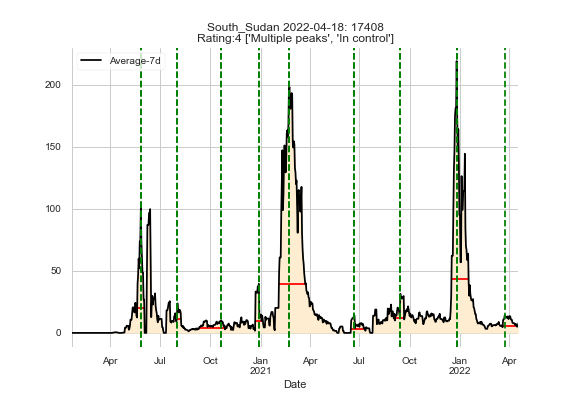 South_Sudan 2022-04-18: 17408
Rating:4 ['Multiple peaks', 'In control']
Average-7d
200
150
100
50
0
Apr Jul Oct Jan Apr Jul Oct Jan Apr
2021 2022
Date